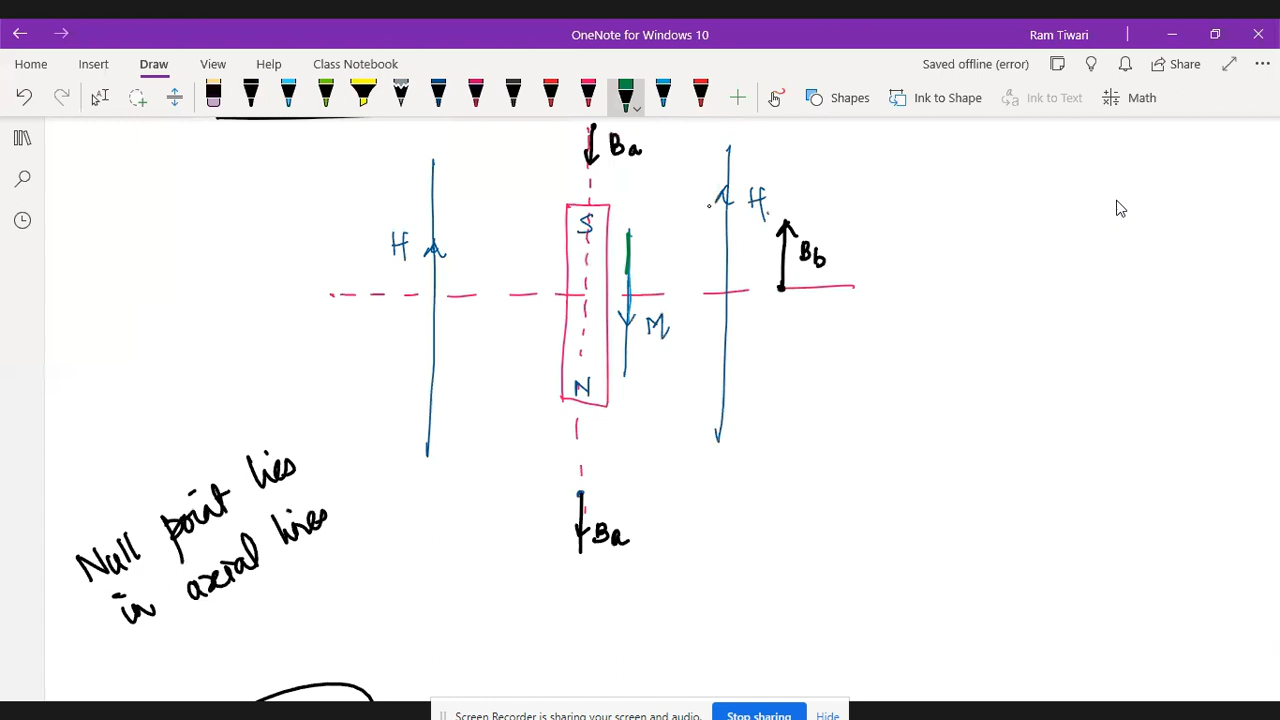 OneNote for Windows 10
Ram Tiwari
Home Insert Draw View Help Class Notebook
Saved offline (error)
Share
Shapes
Ink to Shape
Ink to Text
Math
Ba
S
H
H
Bb
M
N
Ba
Null point lies
in axial lines
Screen Recorder is sharing your screen and audio.
Stop sharing
Hide